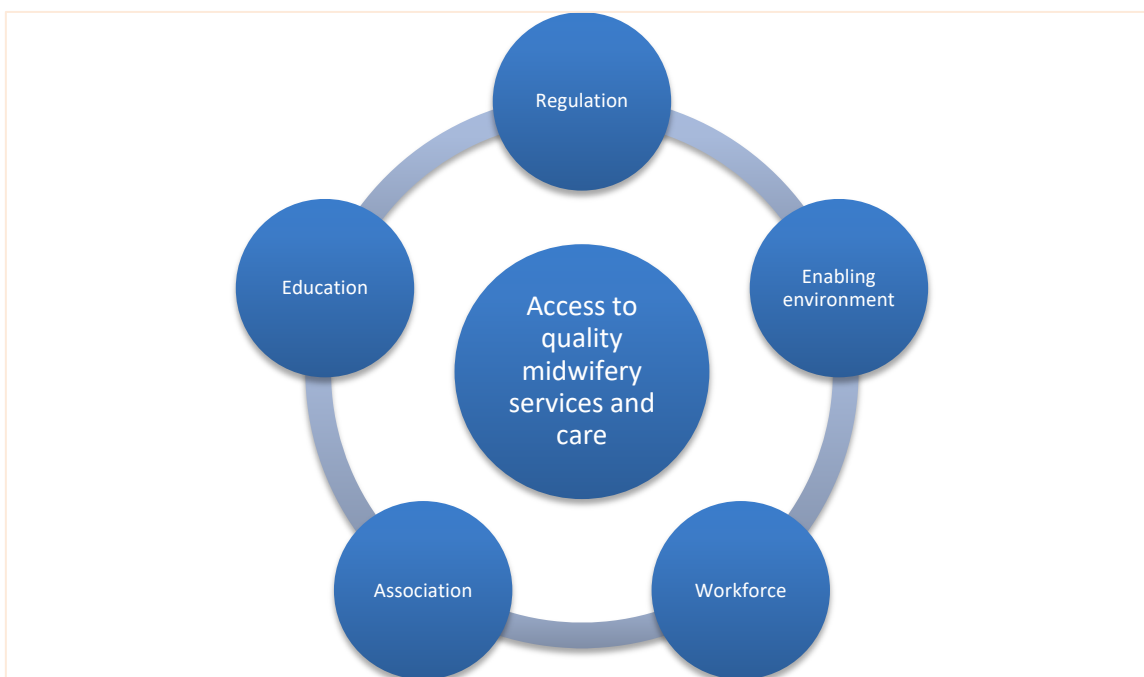 Regulation
Education
Enabling
environment
Access to
quality
midwifery
services and
care
Association
Workforce